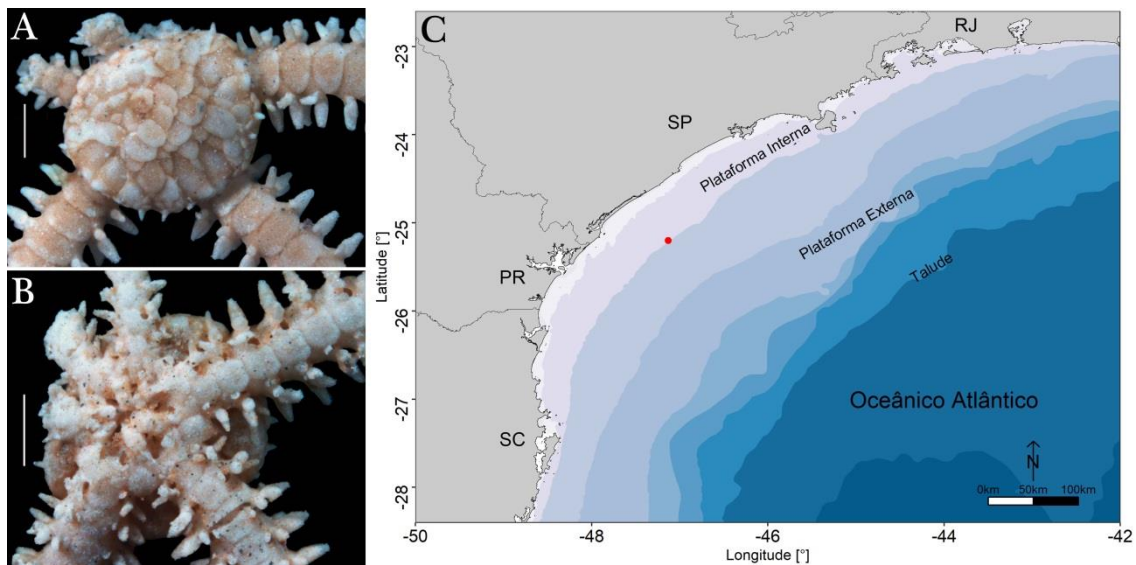 A
B
C
RJ
SP
PR
SC
Plataforma Interna
Plataforma Externa
Talude
Oceânico Atlântico
N
0km 50km 100km
-23
-24
-25
-26
-27
-28
Latitude [°]
-50 -48 -46 -44 -42
Longitude [°]